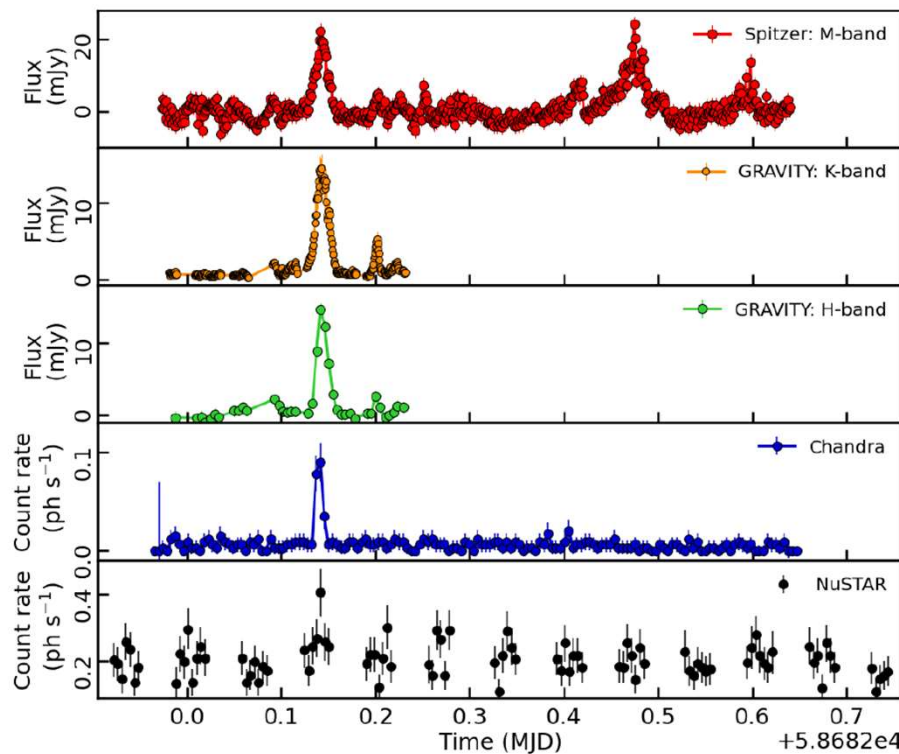 Flux
(mJy)
20
0
Spitzer: M-band
Flux
(mJy)
10
0
GRAVITY: K-band
Flux
(mJy)
10
0
GRAVITY: H-band
Count rate
(ph s⁻¹)
0.1
0.0
Chandra
Count rate
(ph s⁻¹)
0.4
0.2
NuSTAR
0.0 0.1 0.2 0.3 0.4 0.5 0.6 0.7
Time (MJD)
+5.8682e4